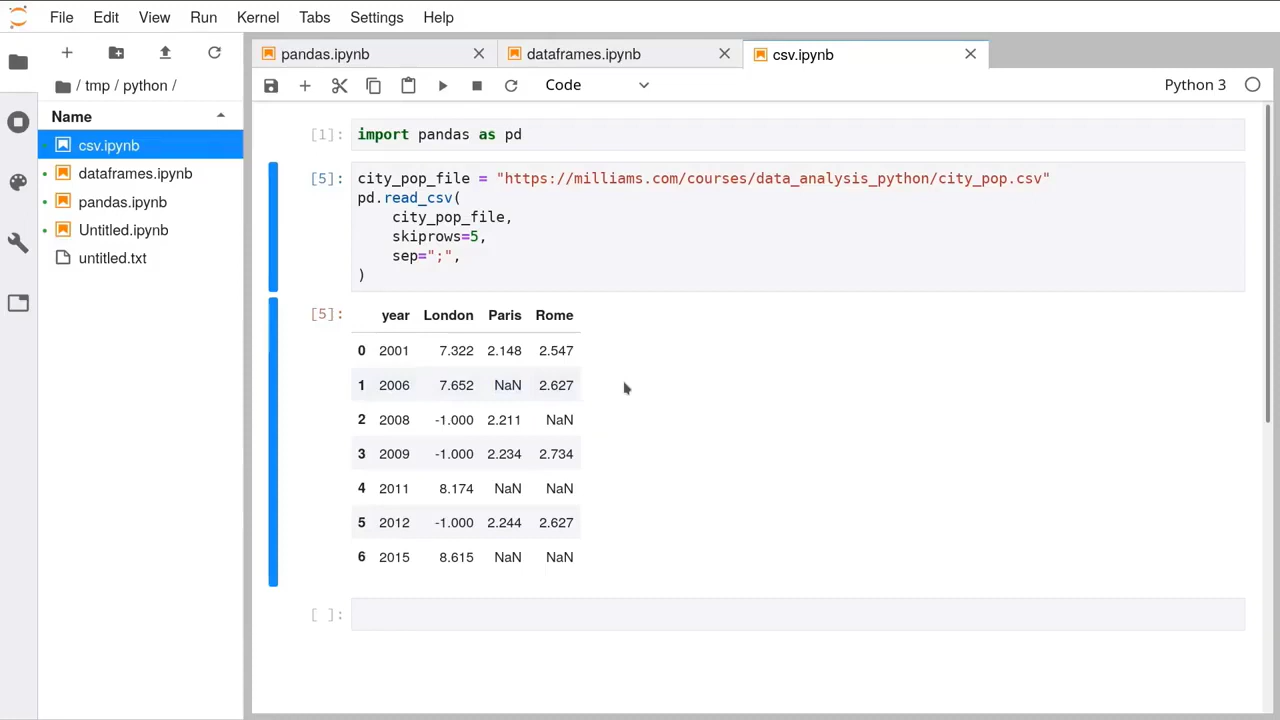 File Edit View Run Kernel Tabs Settings Help
pandas.ipynb
dataframes.ipynb
csv.ipynb
/ tmp / python /
Code
Python 3
Name
csv.ipynb
dataframes.ipynb
pandas.ipynb
Untitled.ipynb
untitled.txt
[1]: import pandas as pd
[5]: city_pop_file = "https://milliams.com/courses/data_analysis_python/city_pop.csv"
pd.read_csv(
    city_pop_file,
    skiprows=5,
    sep=";",
)
[5]: year London Paris Rome
0 2001 7.322 2.148 2.547
1 2006 7.652 NaN 2.627
2 2008 -1.000 2.211 NaN
3 2009 -1.000 2.234 2.734
4 2011 8.174 NaN NaN
5 2012 -1.000 2.244 2.627
6 2015 8.615 NaN NaN
[ ]: